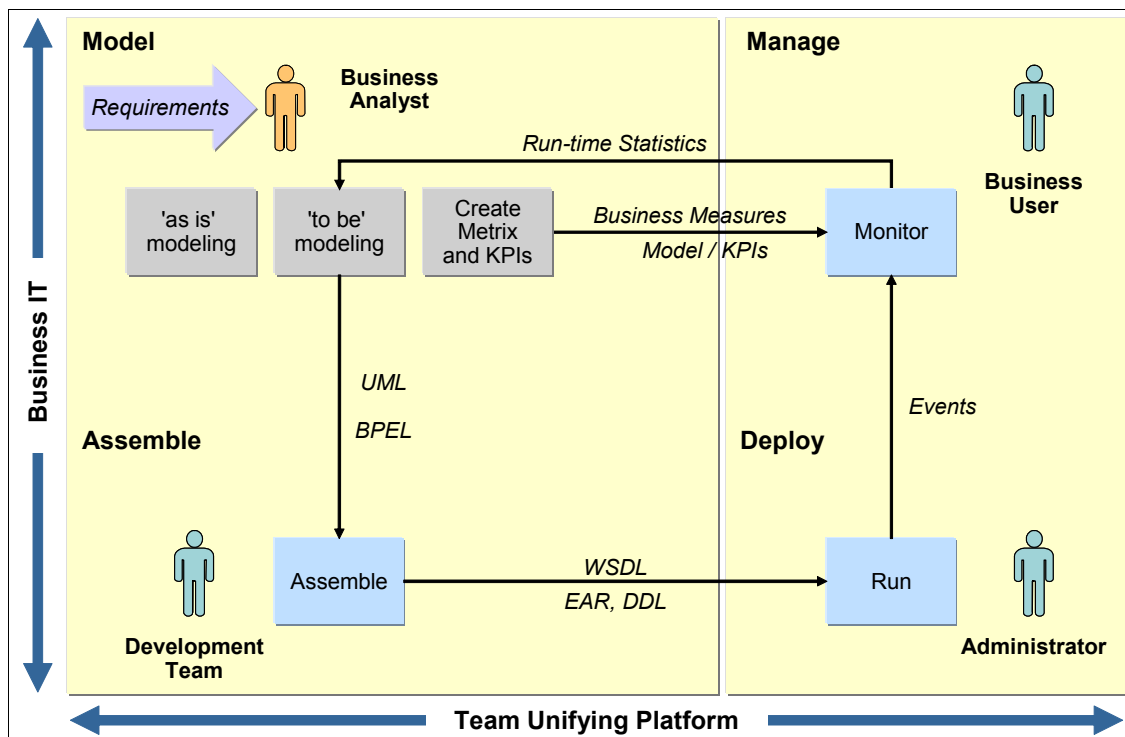 Model
Requirements
Business
Analyst
'as is'
modeling
'to be'
modeling
Create
Metrix
and KPIs
Manage
Run-time Statistics
Business
User
Business Measures
Model / KPIs
Monitor
UML
BPEL
Events
Assemble
Deploy
Development
Team
Assemble
WSDL
EAR, DDL
Run
Administrator
Business IT
Team Unifying Platform